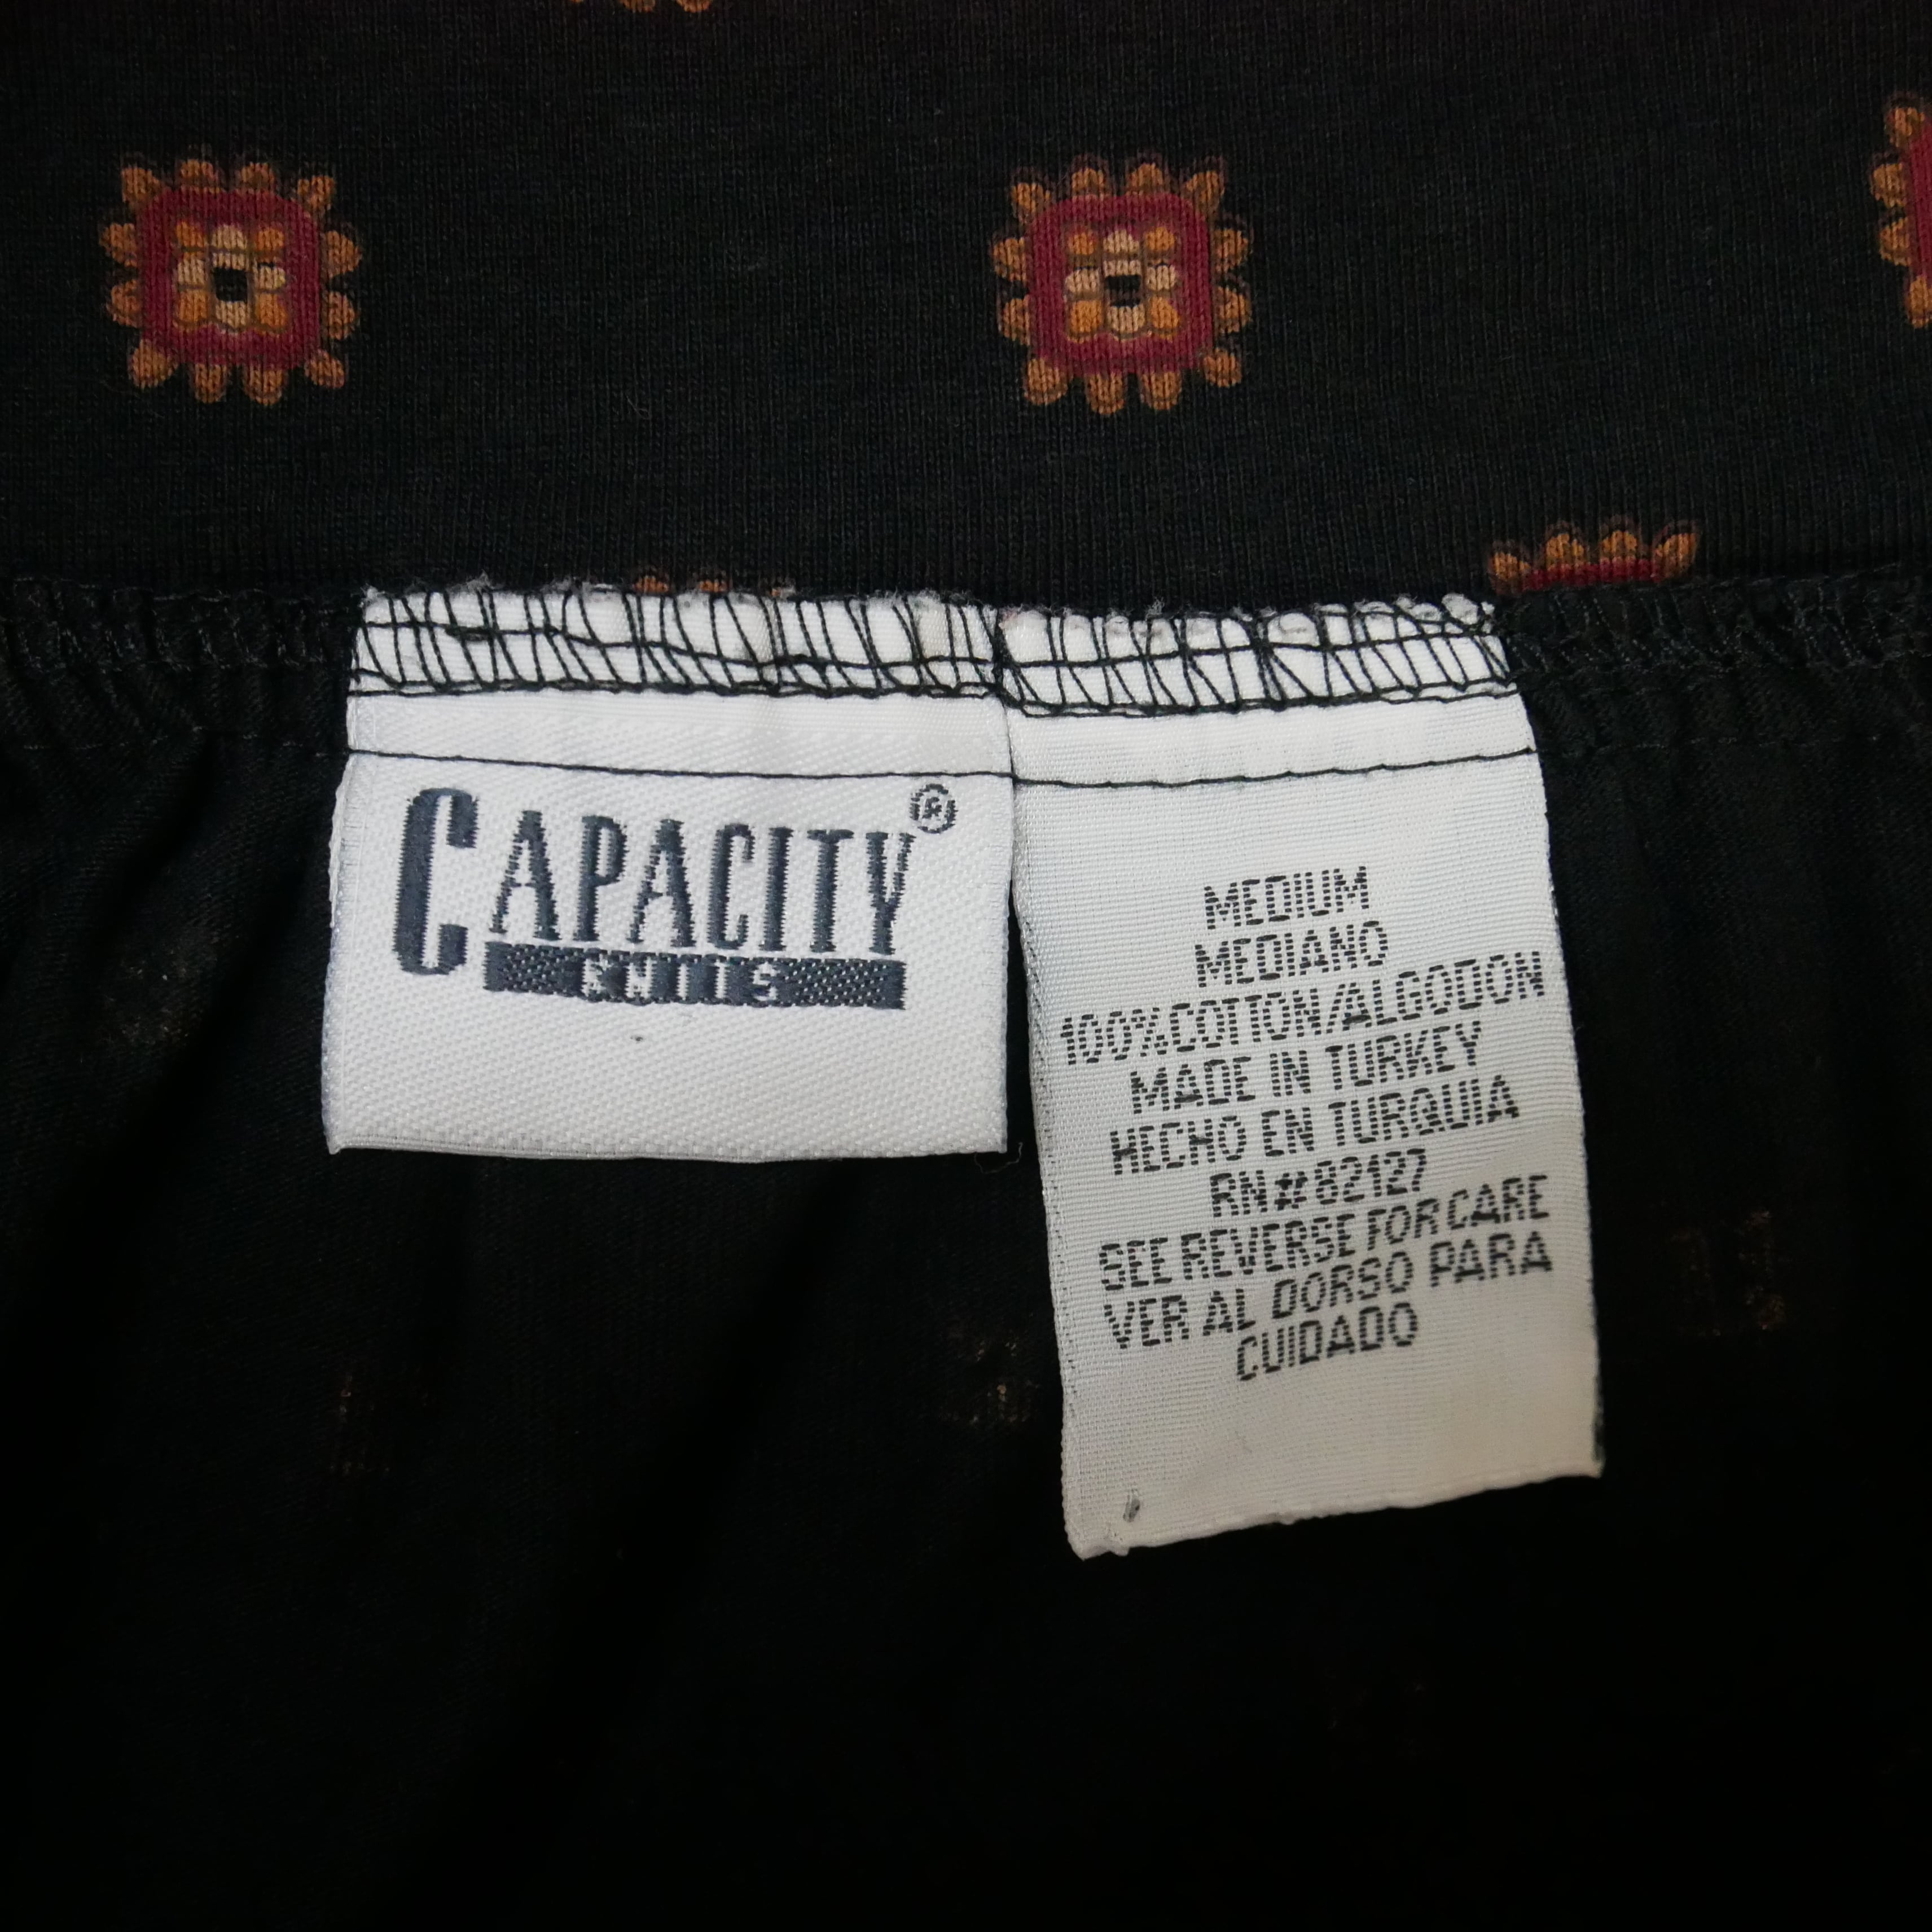 CAPACITY®
KNITS
MEDIUM
MEDIANO
100%COTTON/ALGODON
MADE IN TURKEY
HECHO EN TURQUIA
RN#82127
SEE REVERSE FOR CARE
VER AL DORSO PARA
CUIDADO